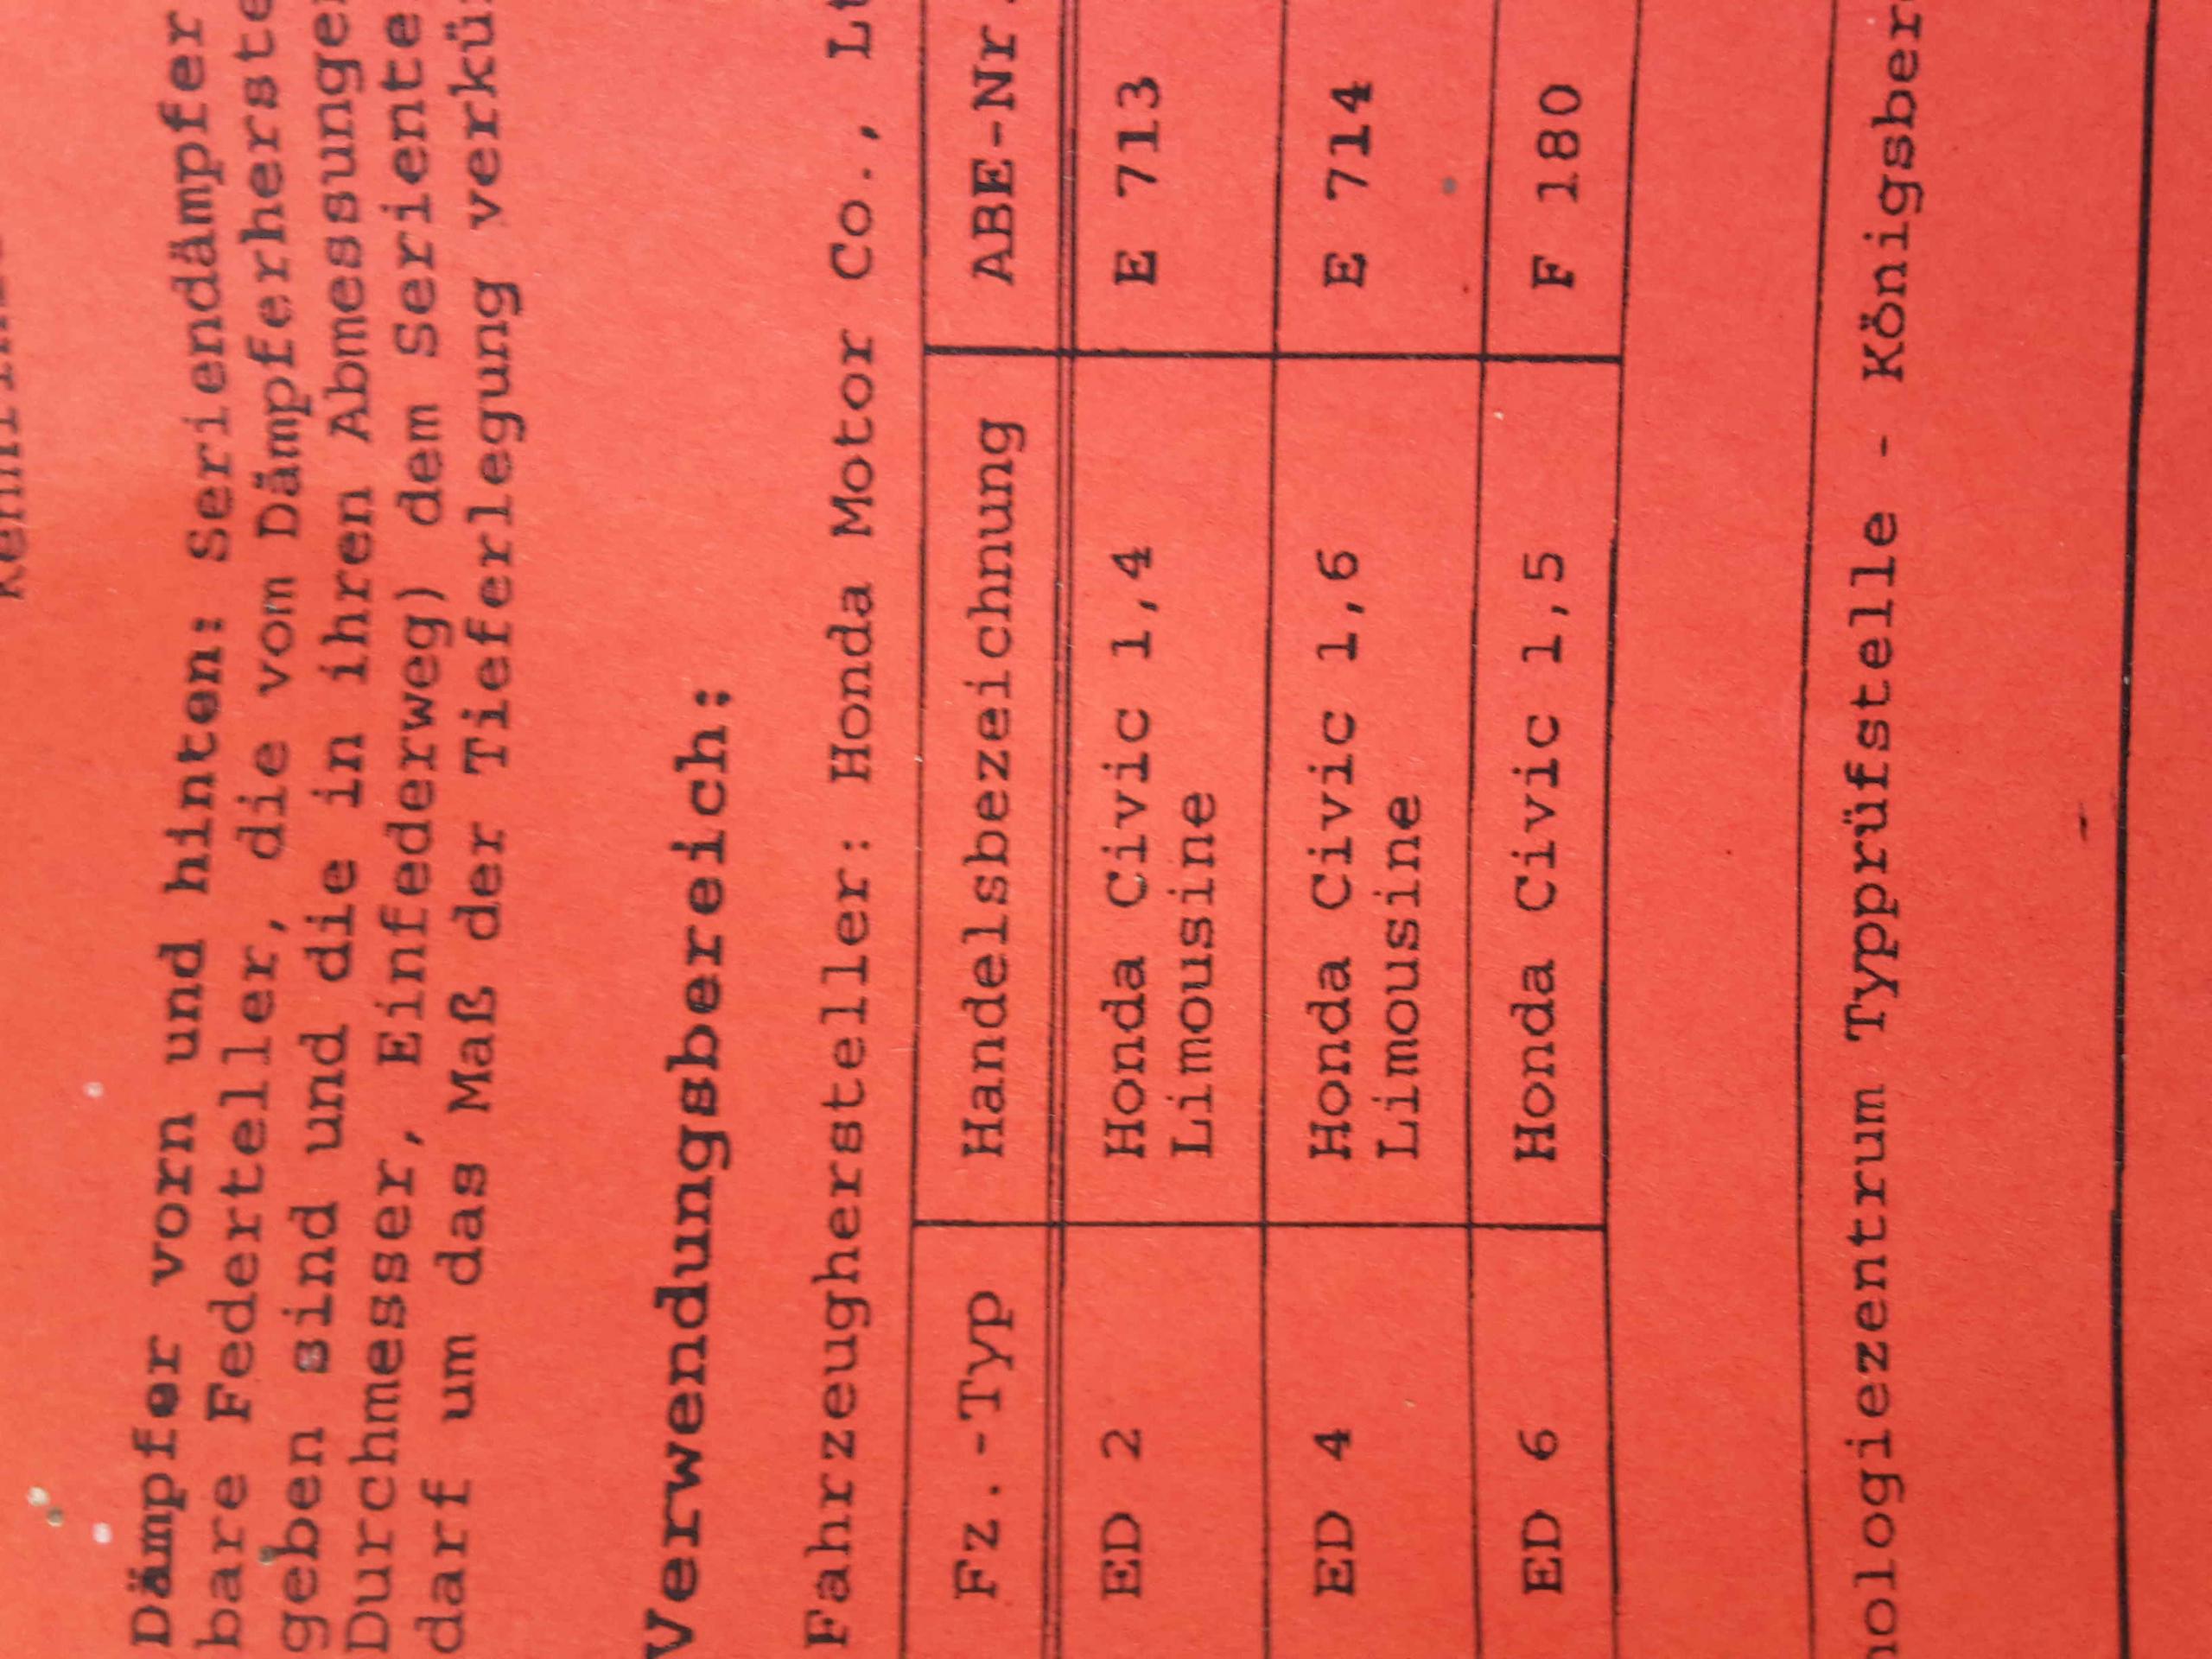 Dämpfer vorn und hinten: Seriendämpfer
bare Federteller, die vom Dämpferherste
geben sind und die in ihren Abmessunge
Durchmesser, Einfederweg) dem Seriente
darf um das Maß der Tieferlegung verkü
Verwendungsbereich:
Fahrzeughersteller: Honda Motor Co., Lt
Fz.-Typ Handelsbezeichnung ABE-Nr.
ED 2 Honda Civic 1,4 E 713
Limousine
ED 4 Honda Civic 1,6 E 714
Limousine
ED 6 Honda Civic 1,5 F 180
nologiezentrum Typprüfstelle - Königsber